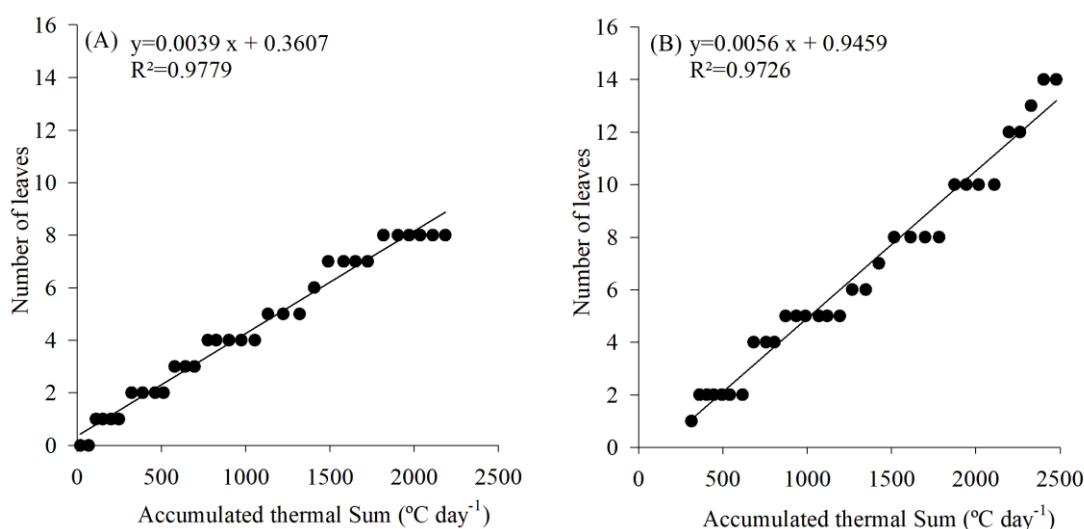 (A) y=0.0039 x + 0.3607
R²=0.9779
Number of leaves
16
14
12
10
8
6
4
2
0
0 500 1000 1500 2000 2500
Accumulated thermal Sum (ºC day⁻¹)
(B) y=0.0056 x + 0.9459
R²=0.9726
Number of leaves
16
14
12
10
8
6
4
2
0
0 500 1000 1500 2000 2500
Accumulated thermal Sum (ºC day⁻¹)